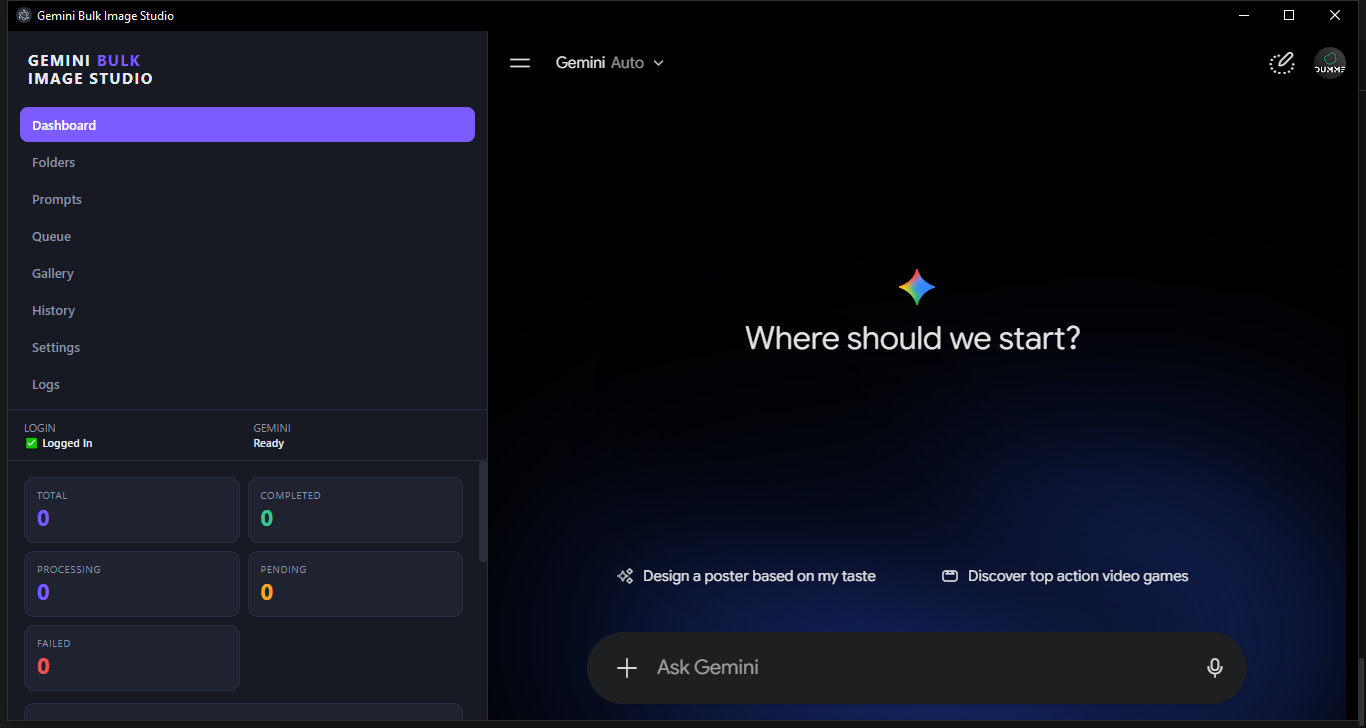 Gemini Bulk Image Studio
GEMINI BULK
IMAGE STUDIO
Dashboard
Folders
Prompts
Queue
Gallery
History
Settings
Logs
LOGIN
✅ Logged In
GEMINI
Ready
TOTAL
0
COMPLETED
0
PROCESSING
0
PENDING
0
FAILED
0
Gemini Auto
DUMME
Where should we start?
Design a poster based on my taste
Discover top action video games
Ask Gemini